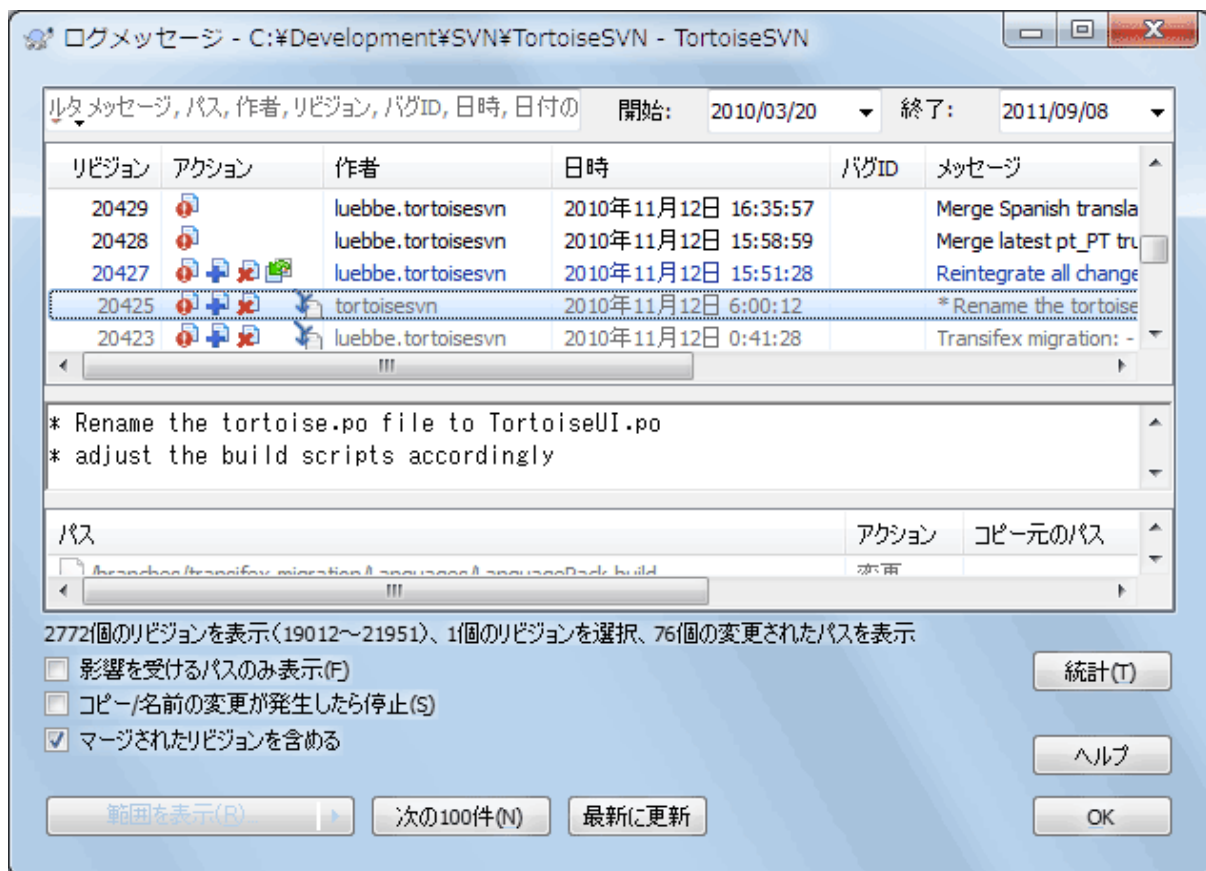 ログメッセージ - C:¥Development¥SVN¥TortoiseSVN - TortoiseSVN
ルタ メッセージ, パス, 作者, リビジョン, バグID, 日時, 日付の 開始: 2010/03/20 終了: 2011/09/08
リビジョン アクション 作者 日時 バグID メッセージ
20429 luebbe.tortoisesvn 2010年11月12日 16:35:57 Merge Spanish transla
20428 luebbe.tortoisesvn 2010年11月12日 15:58:59 Merge latest pt_PT tru
20427 luebbe.tortoisesvn 2010年11月12日 15:51:28 Reintegrate all change
20425 tortoisesvn 2010年11月12日 6:00:12 * Rename the tortoise
20423 luebbe.tortoisesvn 2010年11月12日 0:41:28 Transifex migration: -
* Rename the tortoise.po file to TortoiseUI.po
* adjust the build scripts accordingly
パス アクション コピー元のパス
/branches/transifex_migration/Languages/LanguagePack.build 変更
2772個のリビジョンを表示(19012～21951)、1個のリビジョンを選択、76個の変更されたパスを表示
影響を受けるパスのみ表示(F)
統計(T)
コピー/名前の変更が発生したら停止(S)
マージされたリビジョンを含める
ヘルプ
範囲を表示(R)... 次の100件(N) 最新に更新 OK